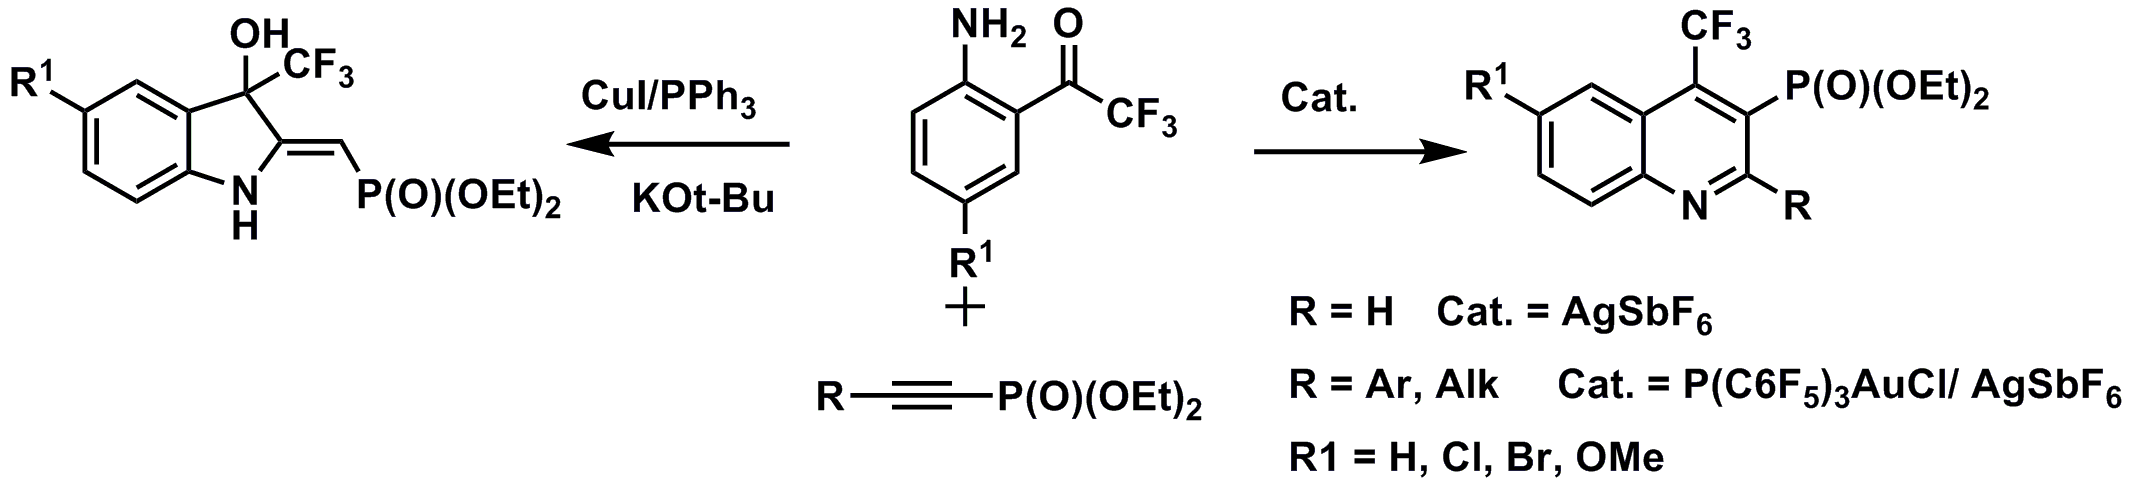 OH
CF3
R1
N
H
P(O)(OEt)2
CuI/PPh3
KOt-Bu
NH2
O
CF3
R1
+
R
P(O)(OEt)2
Cat.
CF3
R1
P(O)(OEt)2
N
R
R = H Cat. = AgSbF6
R = Ar, Alk Cat. = P(C6F5)3AuCl/ AgSbF6
R1 = H, Cl, Br, OMe